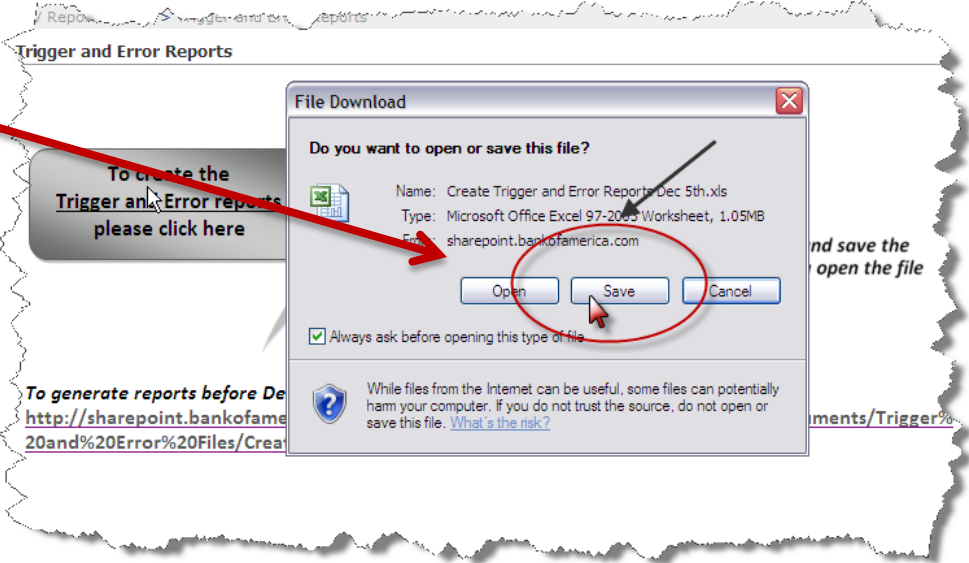 Trigger and Error Reports
File Download
Do you want to open or save this file?
To create the
Trigger and Error reports
please click here
Name: Create Trigger and Error Reports Dec 5th.xls
Type: Microsoft Office Excel 97-2003 Worksheet, 1.05MB
From: sharepoint.bankofamerica.com
and save the
open the file
Open Save Cancel
Always ask before opening this type of file
While files from the Internet can be useful, some files can potentially
harm your computer. If you do not trust the source, do not open or
save this file. What's the risk?
To generate reports before De
http://sharepoint.bankofame
uments/Trigger%
20and%20Error%20Files/Creat